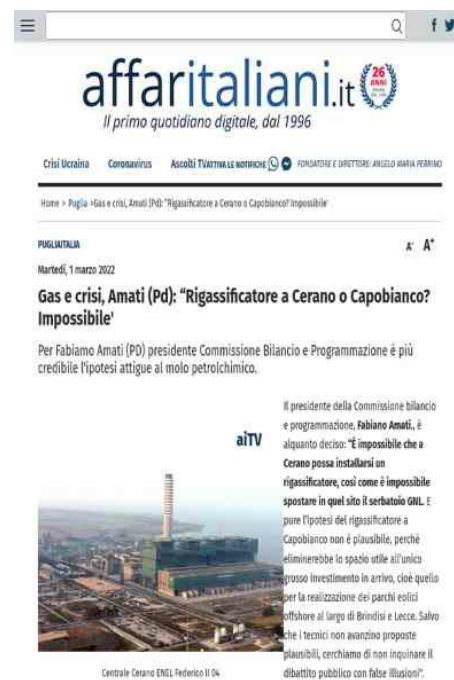 affaritaliani.it
26
ANNI
Il primo quotidiano digitale, dal 1996
Crisi Ucraina Coronavirus Ascolti TV ATTIVA LE NOTIFICHE FONDATORE E DIRETTORE: ANGELO MARIA PERRINO
Home > Puglia >Gas e crisi, Amati (Pd): "Rigassificatore a Cerano o Capobianco? Impossibile'
PUGLIAITALIA
A- A+
Martedì, 1 marzo 2022
Gas e crisi, Amati (Pd): “Rigassificatore a Cerano o Capobianco?
Impossibile'
Per Fabiamo Amati (PD) presidente Commissione Bilancio e Programmazione è più
credibile l'ipotesi attigue al molo petrolchimico.
aiTV
Centrale Cerano ENEL Federico II 04
Il presidente della Commissione bilancio
e programmazione, Fabiano Amati., è
alquanto deciso: “È impossibile che a
Cerano possa installarsi un
rigassificatore, così come è impossibile
spostare in quel sito il serbatoio GNL. E
pure l'ipotesi del rigassificatore a
Capobianco non è plausibile, perchè
eliminerebbe lo spazio utile all'unico
grosso investimento in arrivo, cioè quello
per la realizzazione dei parchi eolici
offshore al largo di Brindisi e Lecce. Salvo
che i tecnici non avanzino proposte
plausibili, cerchiamo di non inquinare il
dibattito pubblico con false illusioni”.